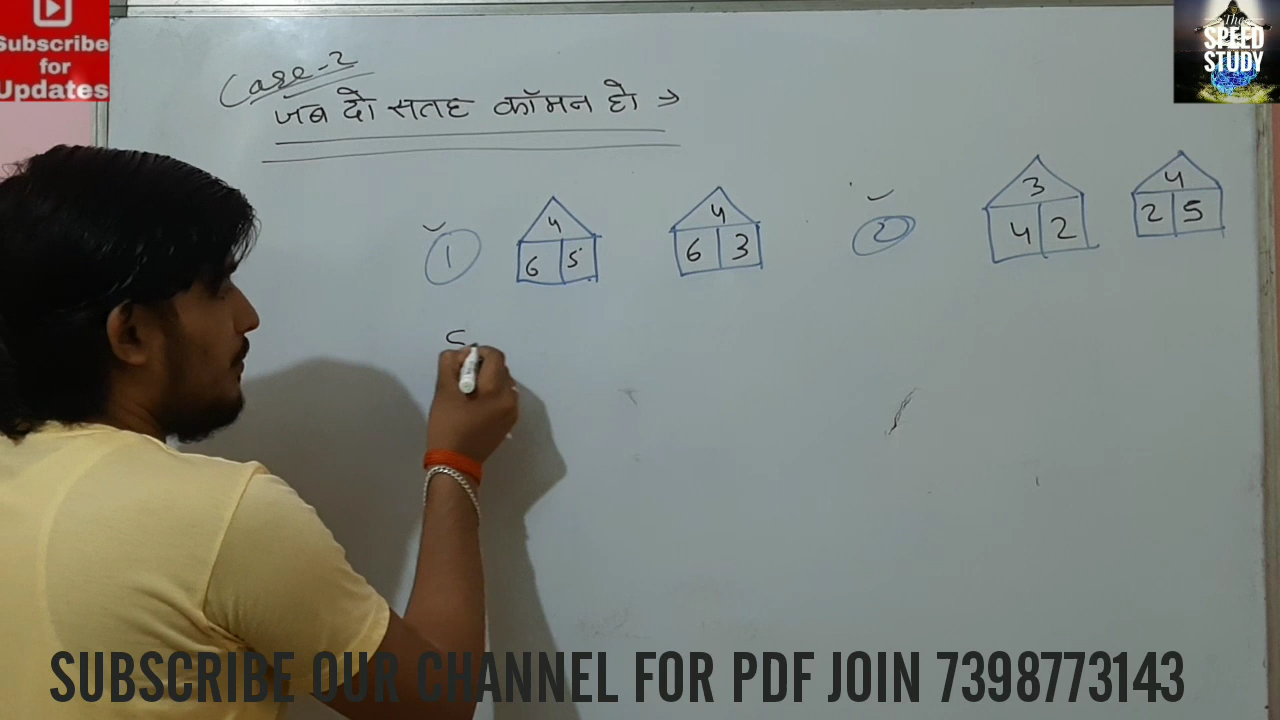 Subscribe
for
Updates
The
SPEED
STUDY
Case-2
जब दो सतह कॉमन हो →
1
4
6 5
4
6 3
2
3
4 2
4
2 5
S
SUBSCRIBE OUR CHANNEL FOR PDF JOIN 7398773143